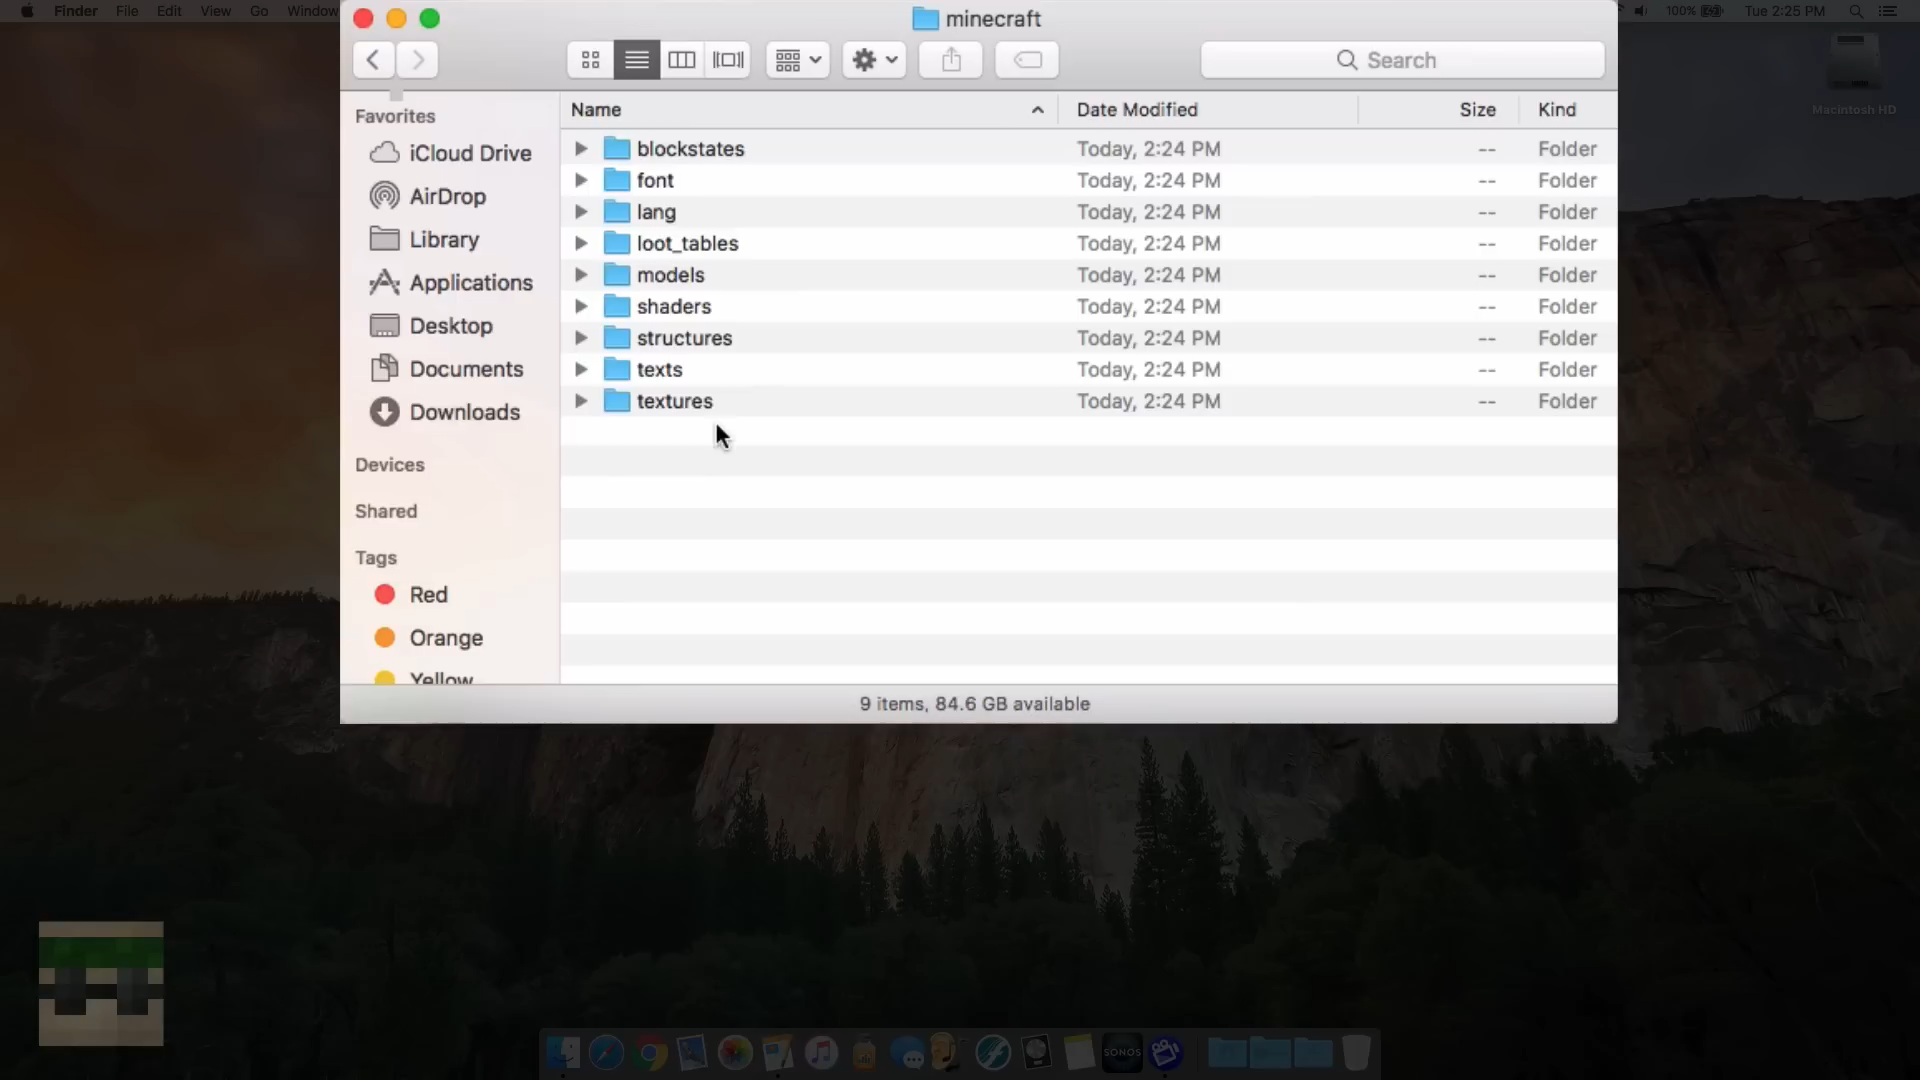 Finder File Edit View Go Window
100% Tue 2:25 PM
minecraft
Search
Macintosh HD
Favorites
iCloud Drive
AirDrop
Library
Applications
Desktop
Documents
Downloads
Devices
Shared
Tags
Red
Orange
Yellow
Name Date Modified Size Kind
blockstates Today, 2:24 PM -- Folder
font Today, 2:24 PM -- Folder
lang Today, 2:24 PM -- Folder
loot_tables Today, 2:24 PM -- Folder
models Today, 2:24 PM -- Folder
shaders Today, 2:24 PM -- Folder
structures Today, 2:24 PM -- Folder
texts Today, 2:24 PM -- Folder
textures Today, 2:24 PM -- Folder
9 items, 84.6 GB available
SONOS